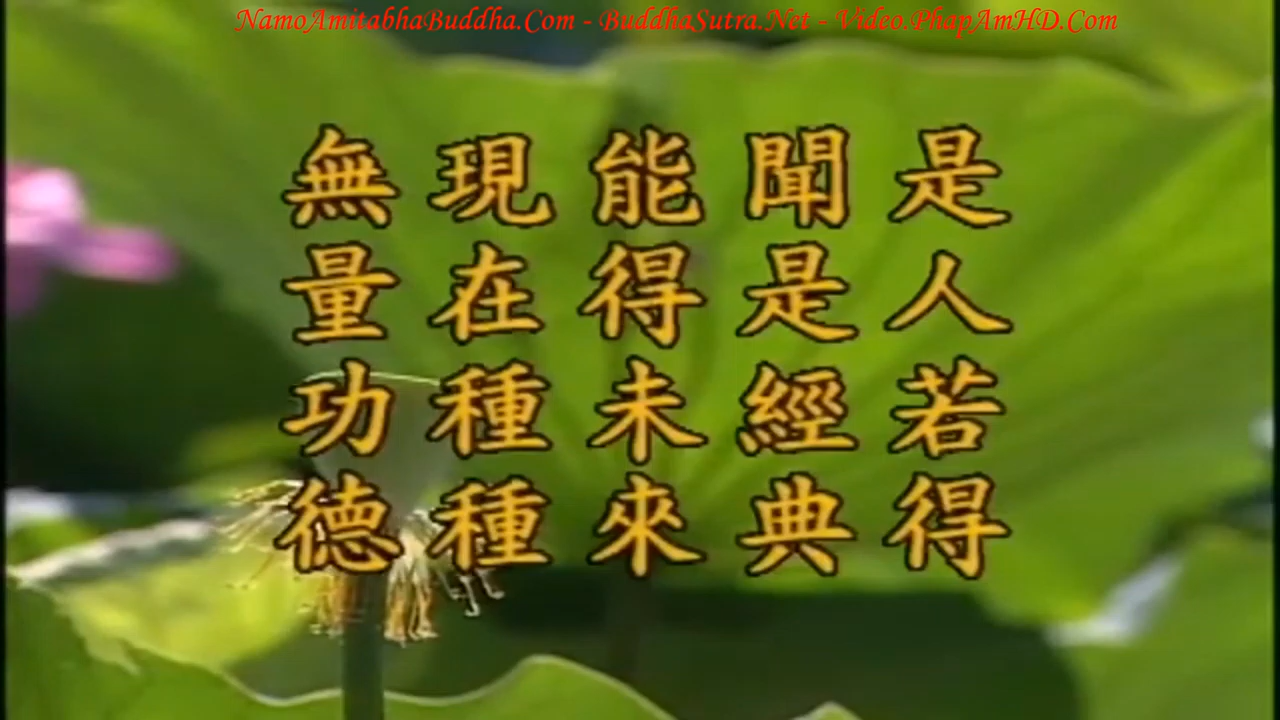 NamoAmitabhaBuddha.Com - BuddhaSutra.Net - Video.PhapAmHD.Com
是人若得
聞是經典
能得未來
現在種種
無量功德